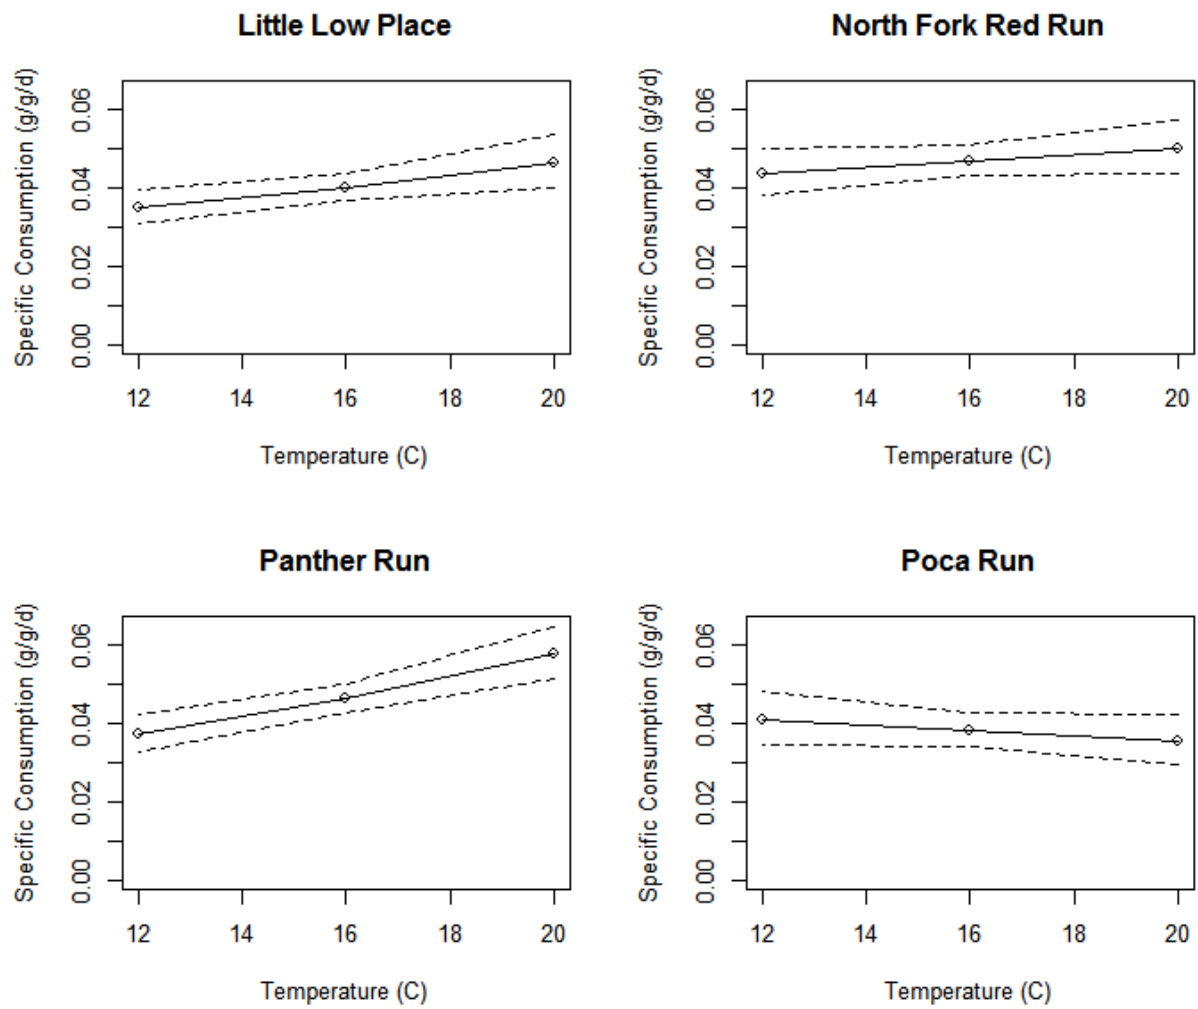 Little Low Place
Specific Consumption (g/g/d)
0.06
0.04
0.02
0.00
12 14 16 18 20
Temperature (C)
North Fork Red Run
Specific Consumption (g/g/d)
0.06
0.04
0.02
0.00
12 14 16 18 20
Temperature (C)
Panther Run
Specific Consumption (g/g/d)
0.06
0.04
0.02
0.00
12 14 16 18 20
Temperature (C)
Poca Run
Specific Consumption (g/g/d)
0.06
0.04
0.02
0.00
12 14 16 18 20
Temperature (C)